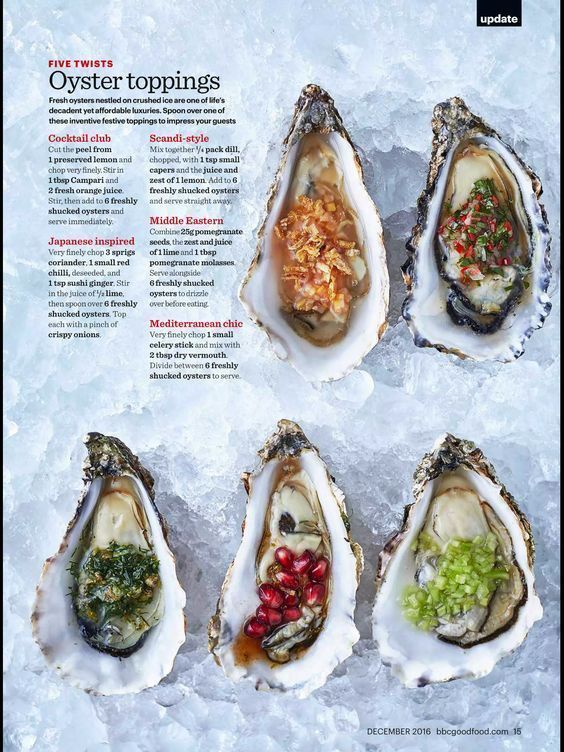 update
FIVE TWISTS
Oyster toppings
Fresh oysters nestled on crushed ice are one of life's
decadent yet affordable luxuries. Spoon over one of
these inventive festive toppings to impress your guests
Cocktail club
Cut the peel from
1 preserved lemon and
chop very finely. Stir in
1 tbsp Campari and
2 fresh orange juice.
Stir, then add to 6 freshly
shucked oysters and
serve immediately.
Japanese inspired
Very finely chop 3 sprigs
coriander, 1 small red
chilli, deseeded, and
1 tsp sushi ginger. Stir
in the juice of 1/2 lime,
then spoon over 6 freshly
shucked oysters. Top
each with a pinch of
crispy onions.
Scandi-style
Mix together 1/4 pack dill,
chopped, with 1 tsp small
capers and the juice and
zest of 1 lemon. Add to 6
freshly shucked oysters
and serve straight away.
Middle Eastern
Combine 25g pomegranate
seeds, the zest and juice
of 1 lime and 1 tbsp
pomegranate molasses.
Serve alongside
6 freshly shucked
oysters to drizzle
over before eating.
Mediterranean chic
Very finely chop 1 small
celery stick and mix with
2 tbsp dry vermouth.
Divide between 6 freshly
shucked oysters to serve.
DECEMBER 2016 bbcgoodfood.com 15